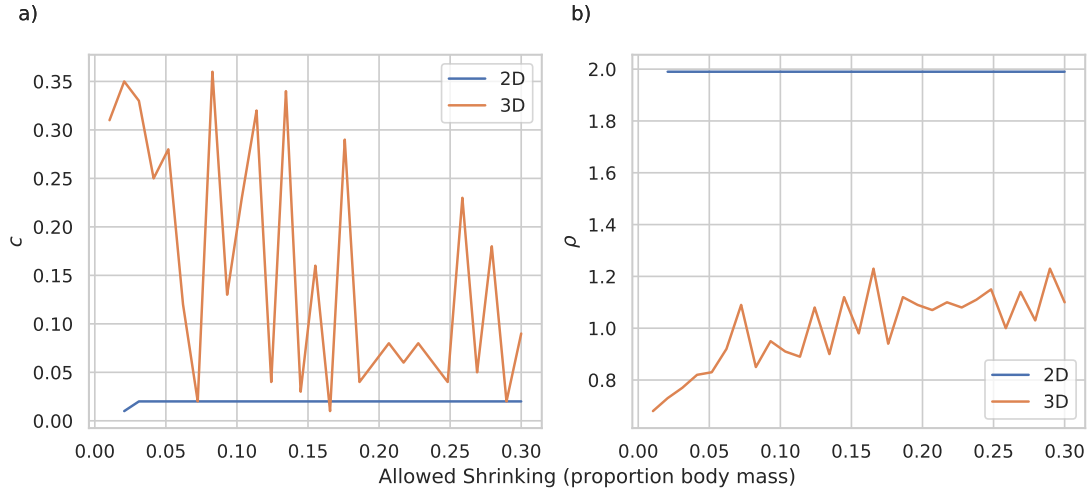 a)
b)
0.35
0.30
0.25
0.20
0.15
0.10
0.05
0.00
c
2D
3D
0.00 0.05 0.10 0.15 0.20 0.25 0.30
2.0
1.8
1.6
1.4
1.2
1.0
0.8
ρ
2D
3D
0.00 0.05 0.10 0.15 0.20 0.25 0.30
Allowed Shrinking (proportion body mass)